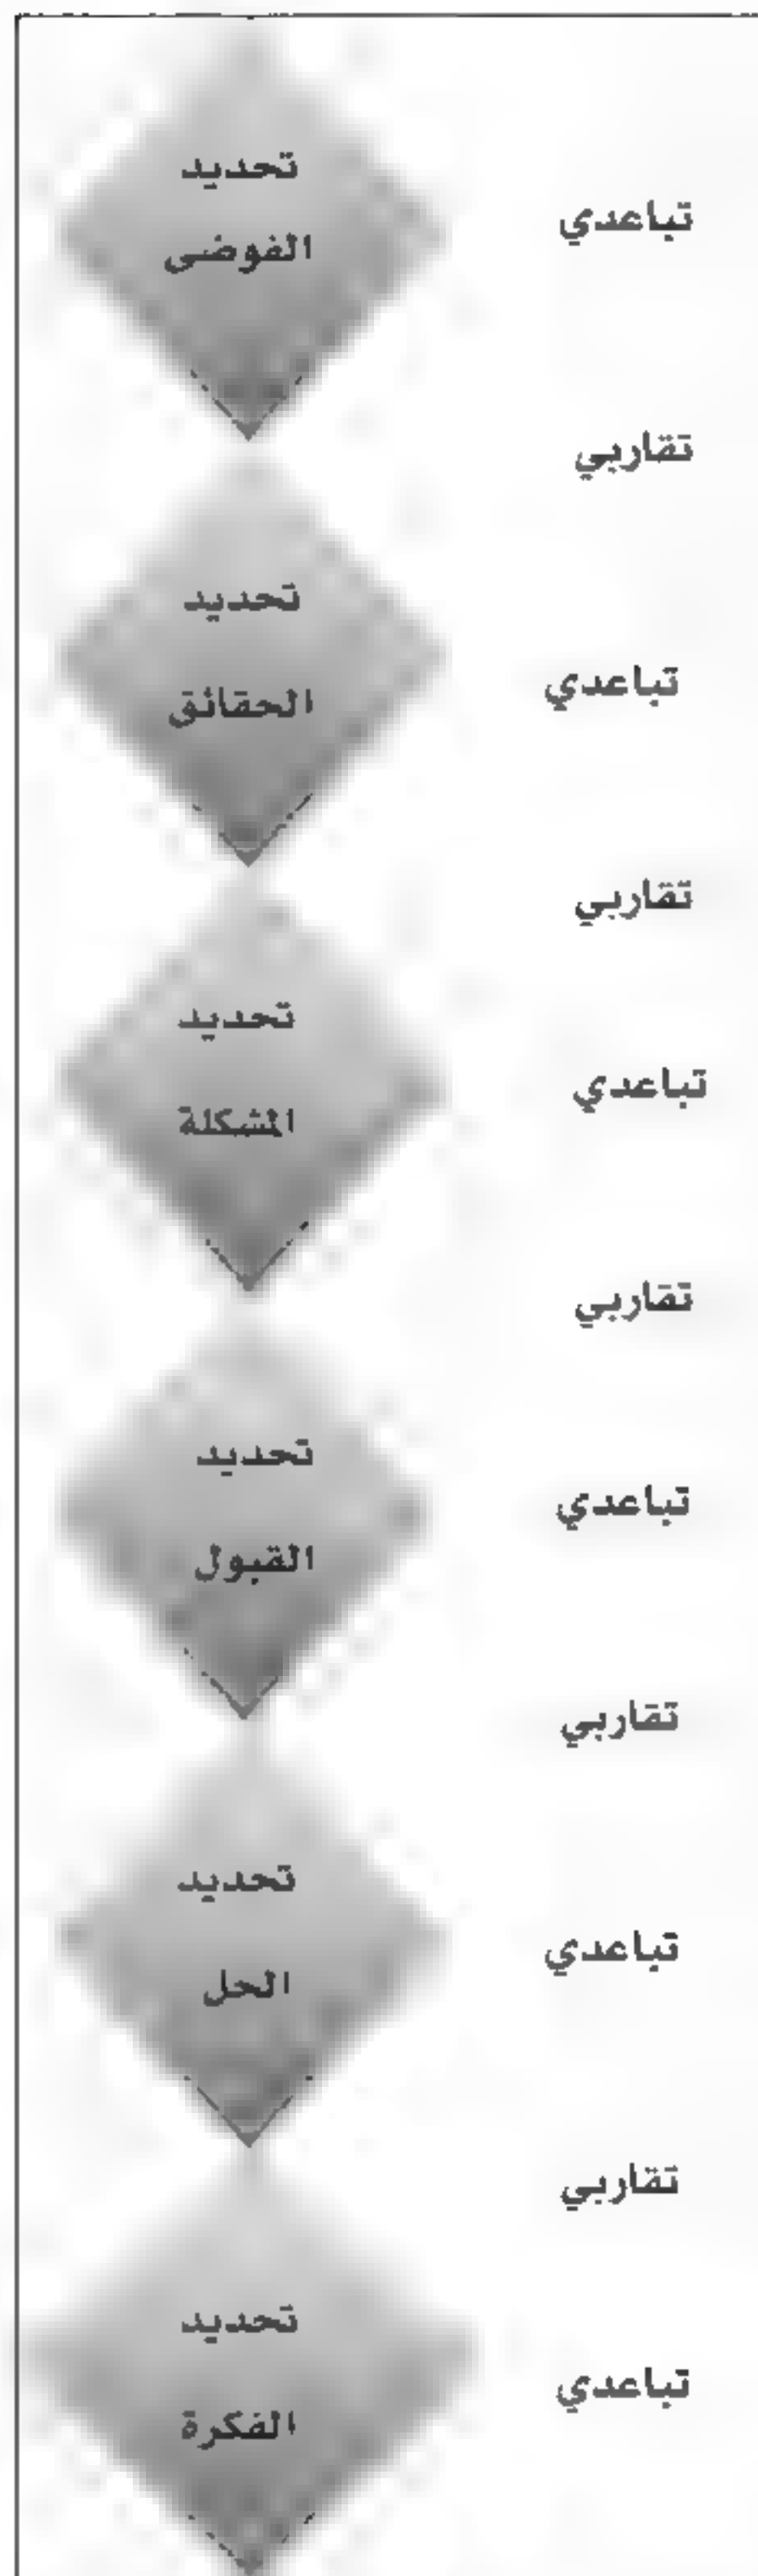 تحديد
تباعدي
الفوضى
تقاربي
تحديد
تباعدي
الحقائق
تقاربي
تحديد
تباعدي
المشكلة
تقاربي
تحديد
تباعدي
القبول
تقاربي
تحديد
تباعدي
الحل
تقاربي
تحديد
تباعدي
الفكرة